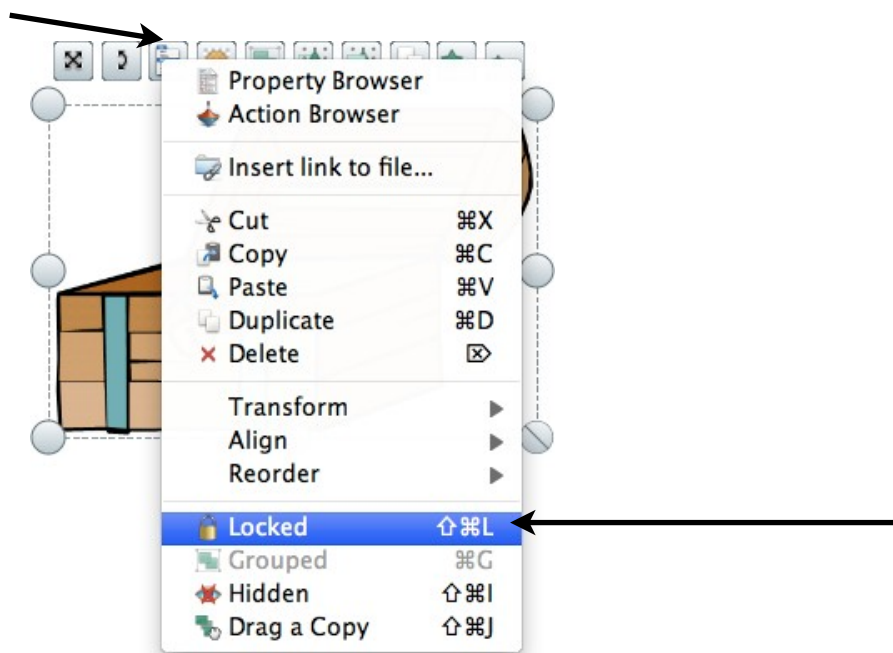 Property Browser
Action Browser
Insert link to file...
Cut ⌘X
Copy ⌘C
Paste ⌘V
Duplicate ⌘D
Delete ⌦
Transform ▶
Align ▶
Reorder ▶
Locked ⇧⌘L
Grouped ⌘G
Hidden ⇧⌘I
Drag a Copy ⇧⌘J